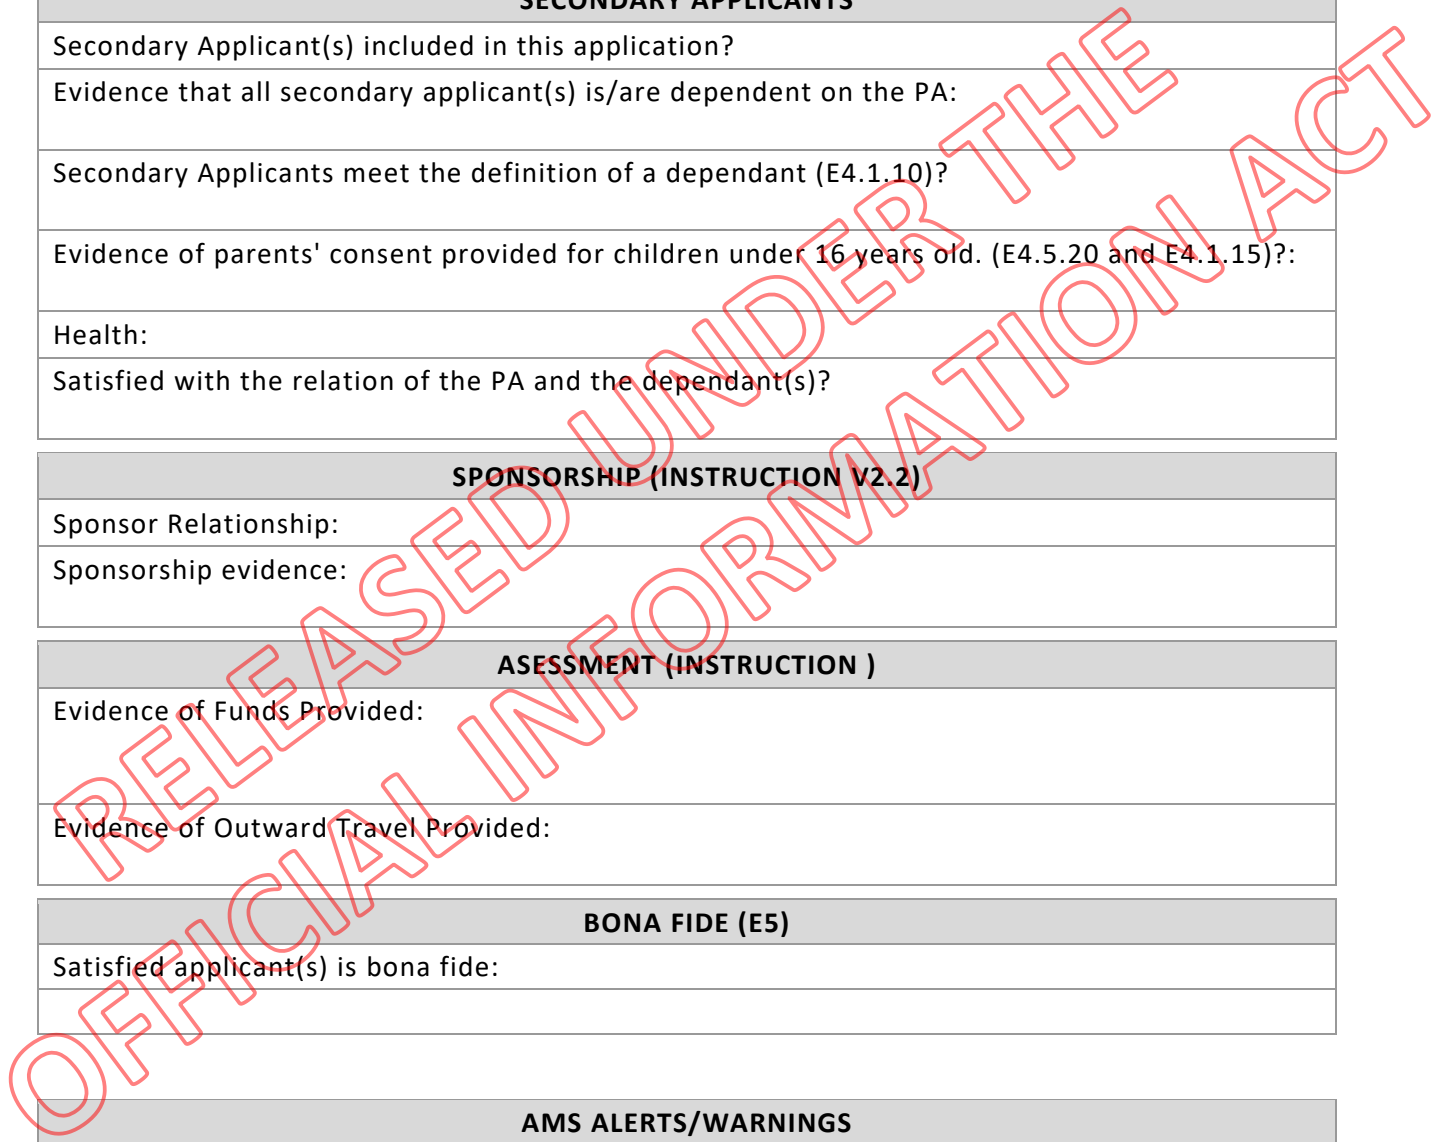 SECONDARY APPLICANTS
Secondary Applicant(s) included in this application?
Evidence that all secondary applicant(s) is/are dependent on the PA:
Secondary Applicants meet the definition of a dependant (E4.1.10)?
Evidence of parents' consent provided for children under 16 years old. (E4.5.20 and E4.1.15)?:
Health:
Satisfied with the relation of the PA and the dependant(s)?
SPONSORSHIP (INSTRUCTION V2.2)
Sponsor Relationship:
Sponsorship evidence:
ASESSMENT (INSTRUCTION )
Evidence of Funds Provided:
Evidence of Outward Travel Provided:
BONA FIDE (E5)
Satisfied applicant(s) is bona fide:
AMS ALERTS/WARNINGS
RELEASED UNDER THE
OFFICIAL INFORMATION ACT